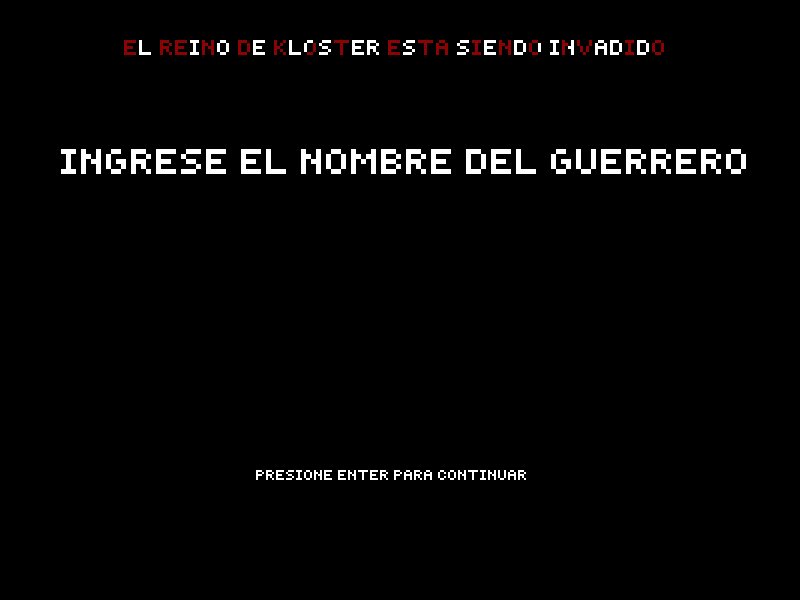 EL REINO DE KLOSTER ESTA SIENDO INVADIDO
INGRESE EL NOMBRE DEL GUERRERO
PRESIONE ENTER PARA CONTINUAR